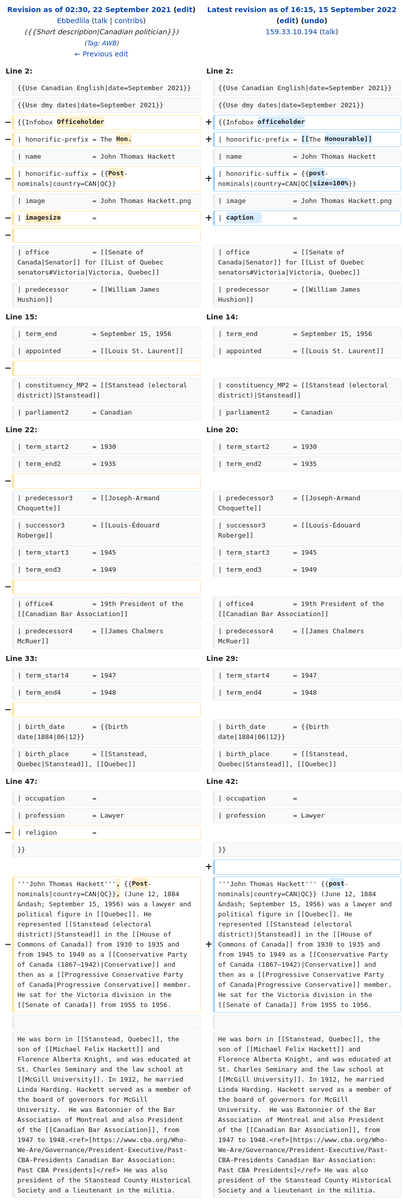 Revision as of 02:30, 22 September 2021 (edit)
Ebbedlila (talk | contribs)
({{Short description|Canadian politician}})
(Tag: AWB)
← Previous edit
Latest revision as of 16:15, 15 September 2022
(edit) (undo)
159.33.10.194 (talk)
Line 2:
Line 2:
{{Use Canadian English|date=September 2021}}
{{Use Canadian English|date=September 2021}}
{{Use dmy dates|date=September 2021}}
{{Use dmy dates|date=September 2021}}
− {{Infobox Officeholder
+ {{Infobox officeholder
− | honorific-prefix = The Hon.
+ | honorific-prefix = [[The Honourable]]
| name = John Thomas Hackett
| name = John Thomas Hackett
− | honorific-suffix = {{Post-
nominals|country=CAN|QC}}
+ | honorific-suffix = {{post-
nominals|country=CAN|QC|size=100%}}
| image = John Thomas Hackett.png
| image = John Thomas Hackett.png
− | imagesize =
+ | caption =
−
| office = [[Senate of
Canada|Senator]] for [[List of Quebec
senators#Victoria|Victoria, Quebec]]
| office = [[Senate of
Canada|Senator]] for [[List of Quebec
senators#Victoria|Victoria, Quebec]]
| predecessor = [[William James
Hushion]]
| predecessor = [[William James
Hushion]]
Line 15:
Line 14:
| term_end = September 15, 1956
| term_end = September 15, 1956
| appointed = [[Louis St. Laurent]]
| appointed = [[Louis St. Laurent]]
−
| constituency_MP2 = [[Stanstead (electoral
district)|Stanstead]]
| constituency_MP2 = [[Stanstead (electoral
district)|Stanstead]]
| parliament2 = Canadian
| parliament2 = Canadian
Line 22:
Line 20:
| term_start2 = 1930
| term_start2 = 1930
| term_end2 = 1935
| term_end2 = 1935
−
| predecessor3 = [[Joseph-Armand
Choquette]]
| predecessor3 = [[Joseph-Armand
Choquette]]
| successor3 = [[Louis-Édouard
Roberge]]
| successor3 = [[Louis-Édouard
Roberge]]
| term_start3 = 1945
| term_start3 = 1945
| term_end3 = 1949
| term_end3 = 1949
−
| office4 = 19th President of the
[[Canadian Bar Association]]
| office4 = 19th President of the
[[Canadian Bar Association]]
| predecessor4 = [[James Chalmers
McRuer]]
| predecessor4 = [[James Chalmers
McRuer]]
Line 33:
Line 29:
| term_start4 = 1947
| term_start4 = 1947
| term_end4 = 1948
| term_end4 = 1948
−
| birth_date = {{birth
date|1884|06|12}}
| birth_date = {{birth
date|1884|06|12}}
| birth_place = [[Stanstead,
Quebec|Stanstead]], [[Quebec]]
| birth_place = [[Stanstead,
Quebec|Stanstead]], [[Quebec]]
Line 47:
Line 42:
| occupation =
| occupation =
| profession = Lawyer
| profession = Lawyer
− | religion =
}}
}}
+
− '''John Thomas Hackett''', {{Post-
nominals|country=CAN|QC}}, (June 12, 1884
&ndash; September 15, 1956) was a lawyer and
political figure in [[Quebec]]. He
represented [[Stanstead (electoral
district)|Stanstead]] in the [[House of
Commons of Canada]] from 1930 to 1935 and
from 1945 to 1949 as a [[Conservative Party
of Canada (1867–1942)|Conservative]] and
then as a [[Progressive Conservative Party
of Canada|Progressive Conservative]] member.
He sat for the Victoria division in the
[[Senate of Canada]] from 1955 to 1956.
+ '''John Thomas Hackett''' {{post-
nominals|country=CAN|QC}} (June 12, 1884
&ndash; September 15, 1956) was a lawyer and
political figure in [[Quebec]]. He
represented [[Stanstead (electoral
district)|Stanstead]] in the [[House of
Commons of Canada]] from 1930 to 1935 and
from 1945 to 1949 as a [[Conservative Party
of Canada (1867–1942)|Conservative]] and
then as a [[Progressive Conservative Party
of Canada|Progressive Conservative]] member.
He sat for the Victoria division in the
[[Senate of Canada]] from 1955 to 1956.
He was born in [[Stanstead, Quebec]], the
son of [[Michael Felix Hackett]] and
Florence Alberta Knight, and was educated at
St. Charles Seminary and the law school at
[[McGill University]]. In 1912, he married
Linda Harding. Hackett served as a member of
the board of governors for McGill
University. He was Batonnier of the Bar
Association of Montreal and also President
of the [[Canadian Bar Association]], from
1947 to 1948.<ref>[https://www.cba.org/Who-
We-Are/Governance/President-Executive/Past-
CBA-Presidents Canadian Bar Association:
Past CBA Presidents]</ref> He was also
president of the Stanstead County Historical
Society and a lieutenant in the militia.
He was born in [[Stanstead, Quebec]], the
son of [[Michael Felix Hackett]] and
Florence Alberta Knight, and was educated at
St. Charles Seminary and the law school at
[[McGill University]]. In 1912, he married
Linda Harding. Hackett served as a member of
the board of governors for McGill
University. He was Batonnier of the Bar
Association of Montreal and also President
of the [[Canadian Bar Association]], from
1947 to 1948.<ref>[https://www.cba.org/Who-
We-Are/Governance/President-Executive/Past-
CBA-Presidents Canadian Bar Association:
Past CBA Presidents]</ref> He was also
president of the Stanstead County Historical
Society and a lieutenant in the militia.